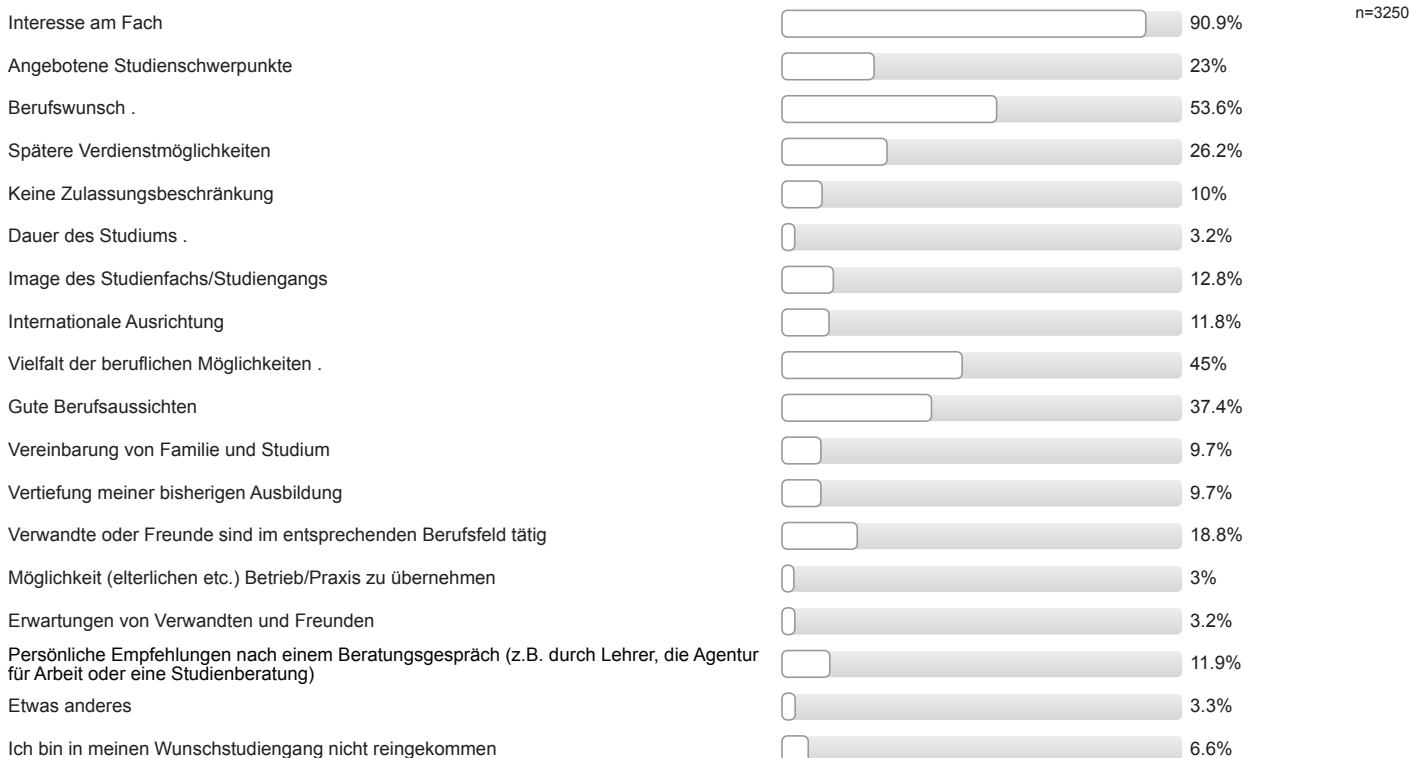 Interesse am Fach 90.9% n=3250
Angebotene Studienschwerpunkte 23%
Berufswunsch . 53.6%
Spätere Verdienstmöglichkeiten 26.2%
Keine Zulassungsbeschränkung 10%
Dauer des Studiums . 3.2%
Image des Studienfachs/Studiengangs 12.8%
Internationale Ausrichtung 11.8%
Vielfalt der beruflichen Möglichkeiten . 45%
Gute Berufsaussichten 37.4%
Vereinbarung von Familie und Studium 9.7%
Vertiefung meiner bisherigen Ausbildung 9.7%
Verwandte oder Freunde sind im entsprechenden Berufsfeld tätig 18.8%
Möglichkeit (elterlichen etc.) Betrieb/Praxis zu übernehmen 3%
Erwartungen von Verwandten und Freunden 3.2%
Persönliche Empfehlungen nach einem Beratungsgespräch (z.B. durch Lehrer, die Agentur
für Arbeit oder eine Studienberatung) 11.9%
Etwas anderes 3.3%
Ich bin in meinen Wunschstudiengang nicht reingekommen 6.6%